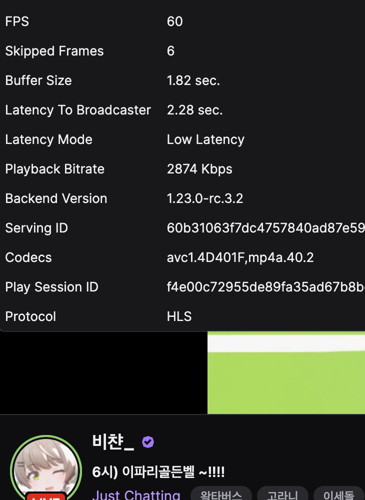 FPS 60
Skipped Frames 6
Buffer Size 1.82 sec.
Latency To Broadcaster 2.28 sec.
Latency Mode Low Latency
Playback Bitrate 2874 Kbps
Backend Version 1.23.0-rc.3.2
Serving ID 60b31063f7dc4757840ad87e59
Codecs avc1.4D401F,mp4a.40.2
Play Session ID f4e00c72955de89fa35ad67b8b
Protocol HLS
비챤_
6시) 이파리골든벨 ~!!!!
Just Chatting 왁타버스 고라니 이세돌